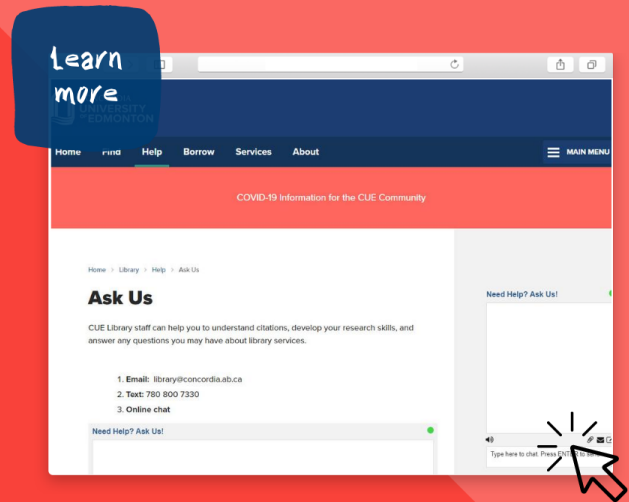 Learn
more
UNIVERSITY
OF EDMONTON
Home Find Help Borrow Services About MAIN MENU
COVID-19 Information for the CUE Community
Home > Library > Help > Ask Us
Ask Us
CUE Library staff can help you to understand citations, develop your research skills, and
answer any questions you may have about library services.
1. Email: library@concordia.ab.ca
2. Text: 780 800 7330
3. Online chat
Need Help? Ask Us!
Need Help? Ask Us!
Type here to chat. Press ENTER to